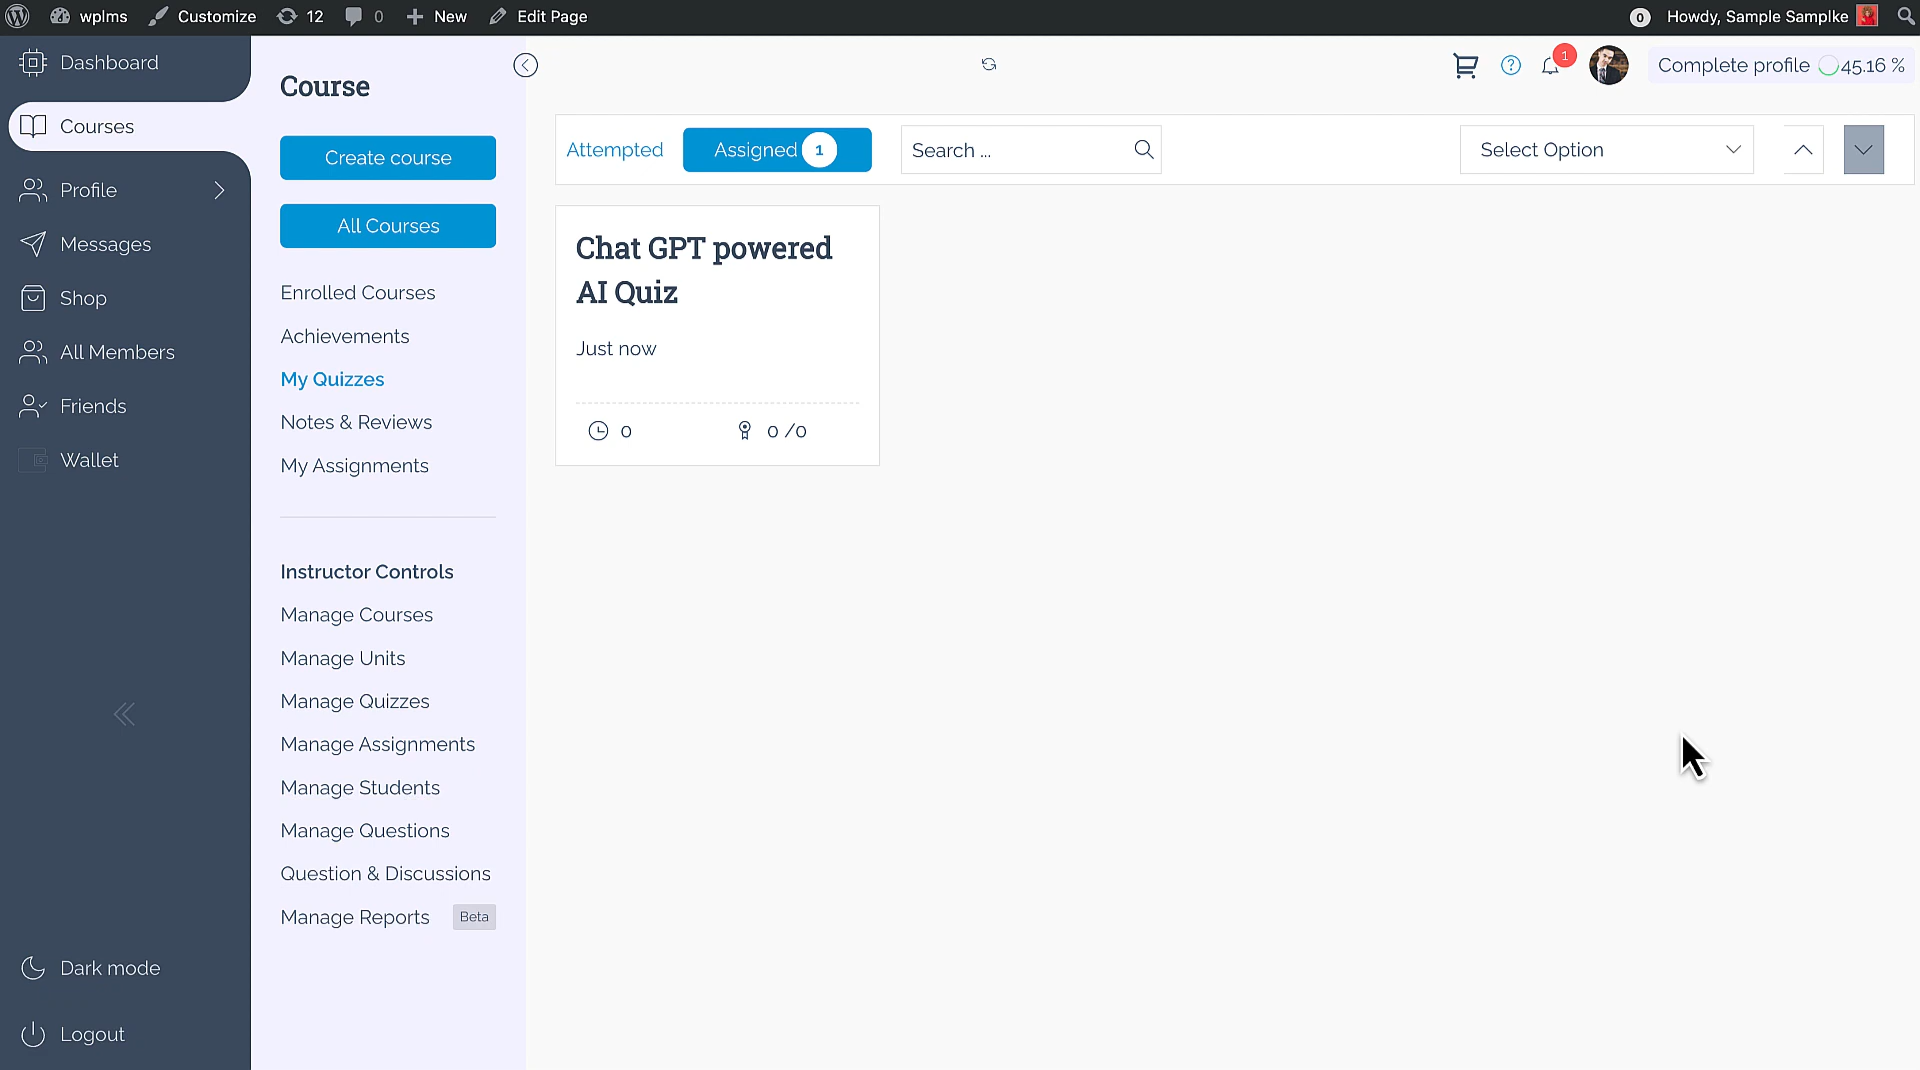 wplms Customize 12 0 New Edit Page 0 Howdy, Sample Samplke
Dashboard
Courses
Profile
Messages
Shop
All Members
Friends
Wallet
Dark mode
Logout
Course
Create course
All Courses
Enrolled Courses
Achievements
My Quizzes
Notes & Reviews
My Assignments
Instructor Controls
Manage Courses
Manage Units
Manage Quizzes
Manage Assignments
Manage Students
Manage Questions
Question & Discussions
Manage Reports Beta
1 Complete profile 45.16 %
Attempted Assigned 1 Search ... Select Option
Chat GPT powered
AI Quiz
Just now
0 0 /0